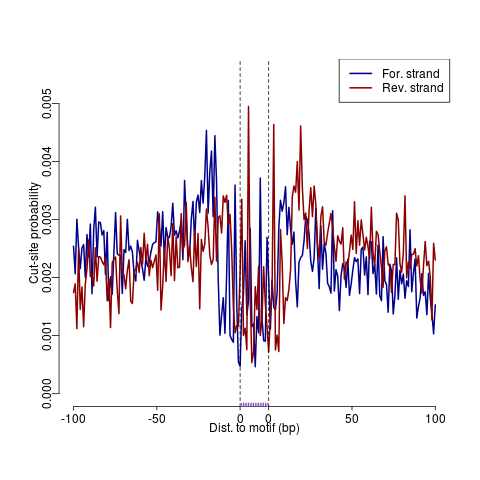 For. strand
Rev. strand
Cut-site probability
0.005
0.004
0.003
0.002
0.001
0.000
-100 -50 0 0 50 100
Dist. to motif (bp)